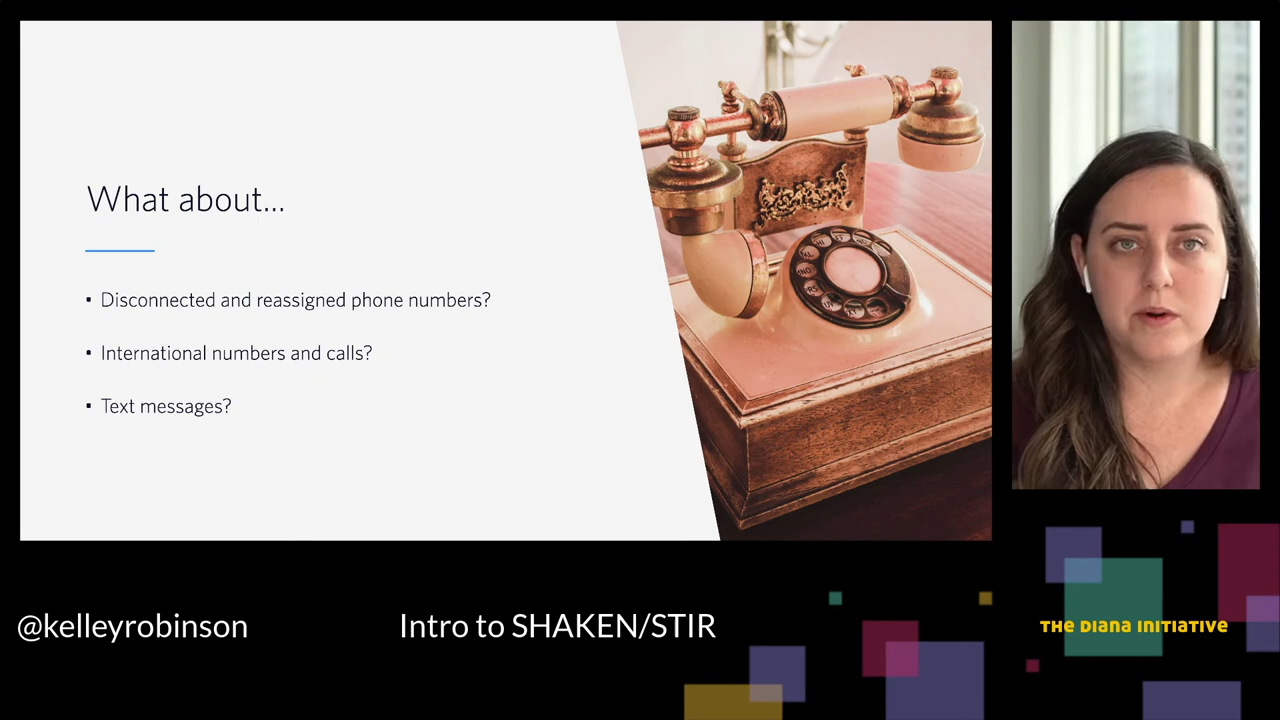 What about...
Disconnected and reassigned phone numbers?
International numbers and calls?
Text messages?
@kelleyrobinson
Intro to SHAKEN/STIR
THE DIANA INITIATIVE